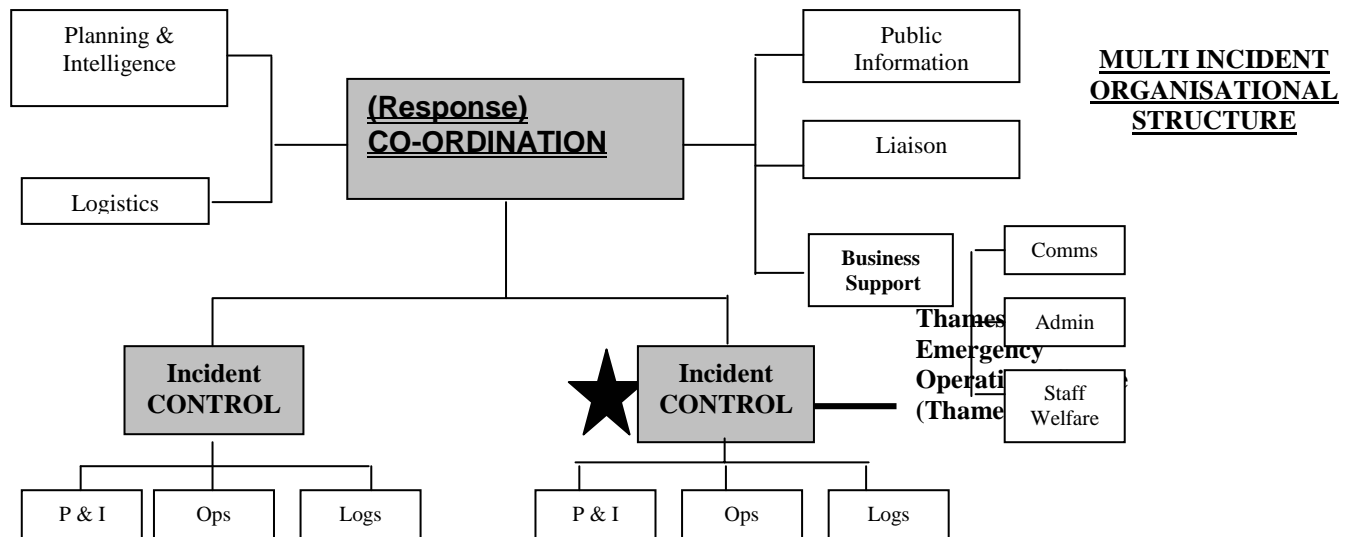 Planning &
Intelligence
Public
Information
MULTI INCIDENT
ORGANISATIONAL
STRUCTURE
(Response)
CO-ORDINATION
Liaison
Logistics
Business
Support
Comms
Admin
Staff
Welfare
Thames
Emergency
Incident
CONTROL
Incident
CONTROL
P & I
Ops
Logs
P & I
Ops
Logs